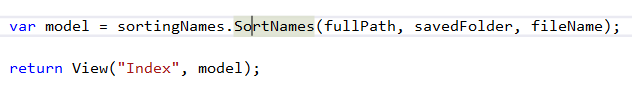 var model = sortingNames.SortNames(fullPath, savedFolder, fileName);
return View("Index", model);